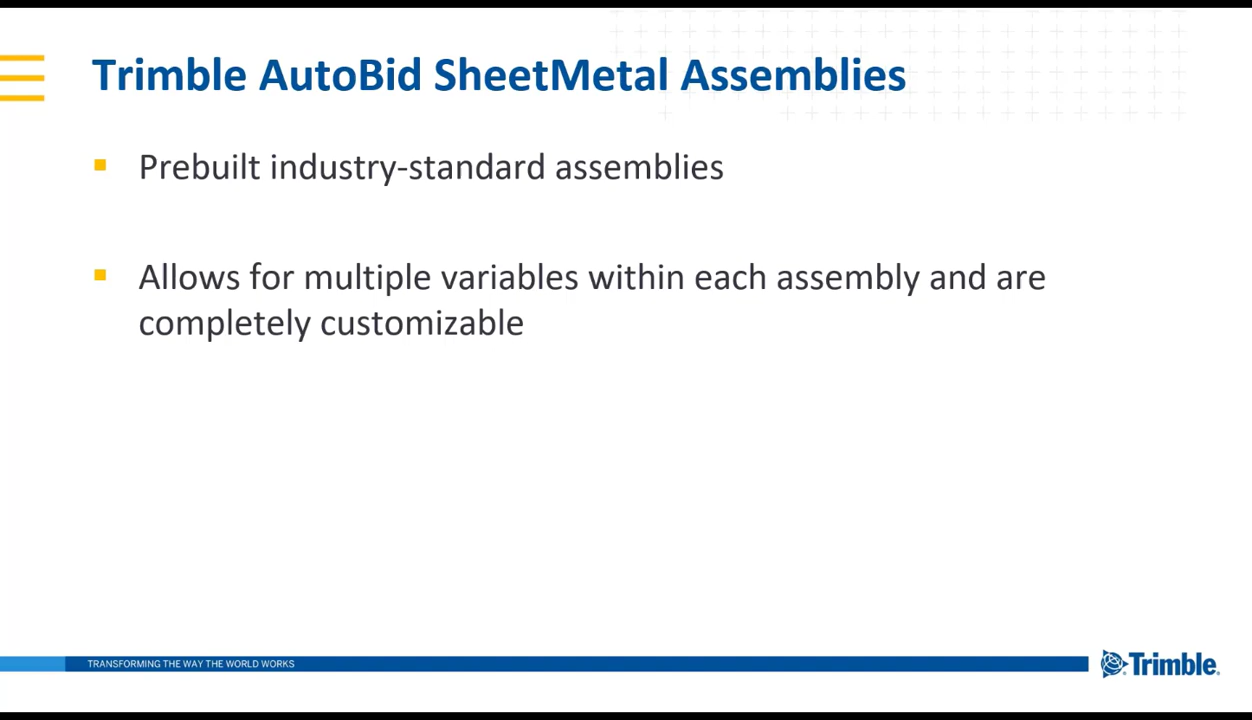 Trimble AutoBid SheetMetal Assemblies
Prebuilt industry-standard assemblies
Allows for multiple variables within each assembly and are
completely customizable
TRANSFORMING THE WAY THE WORLD WORKS
Trimble